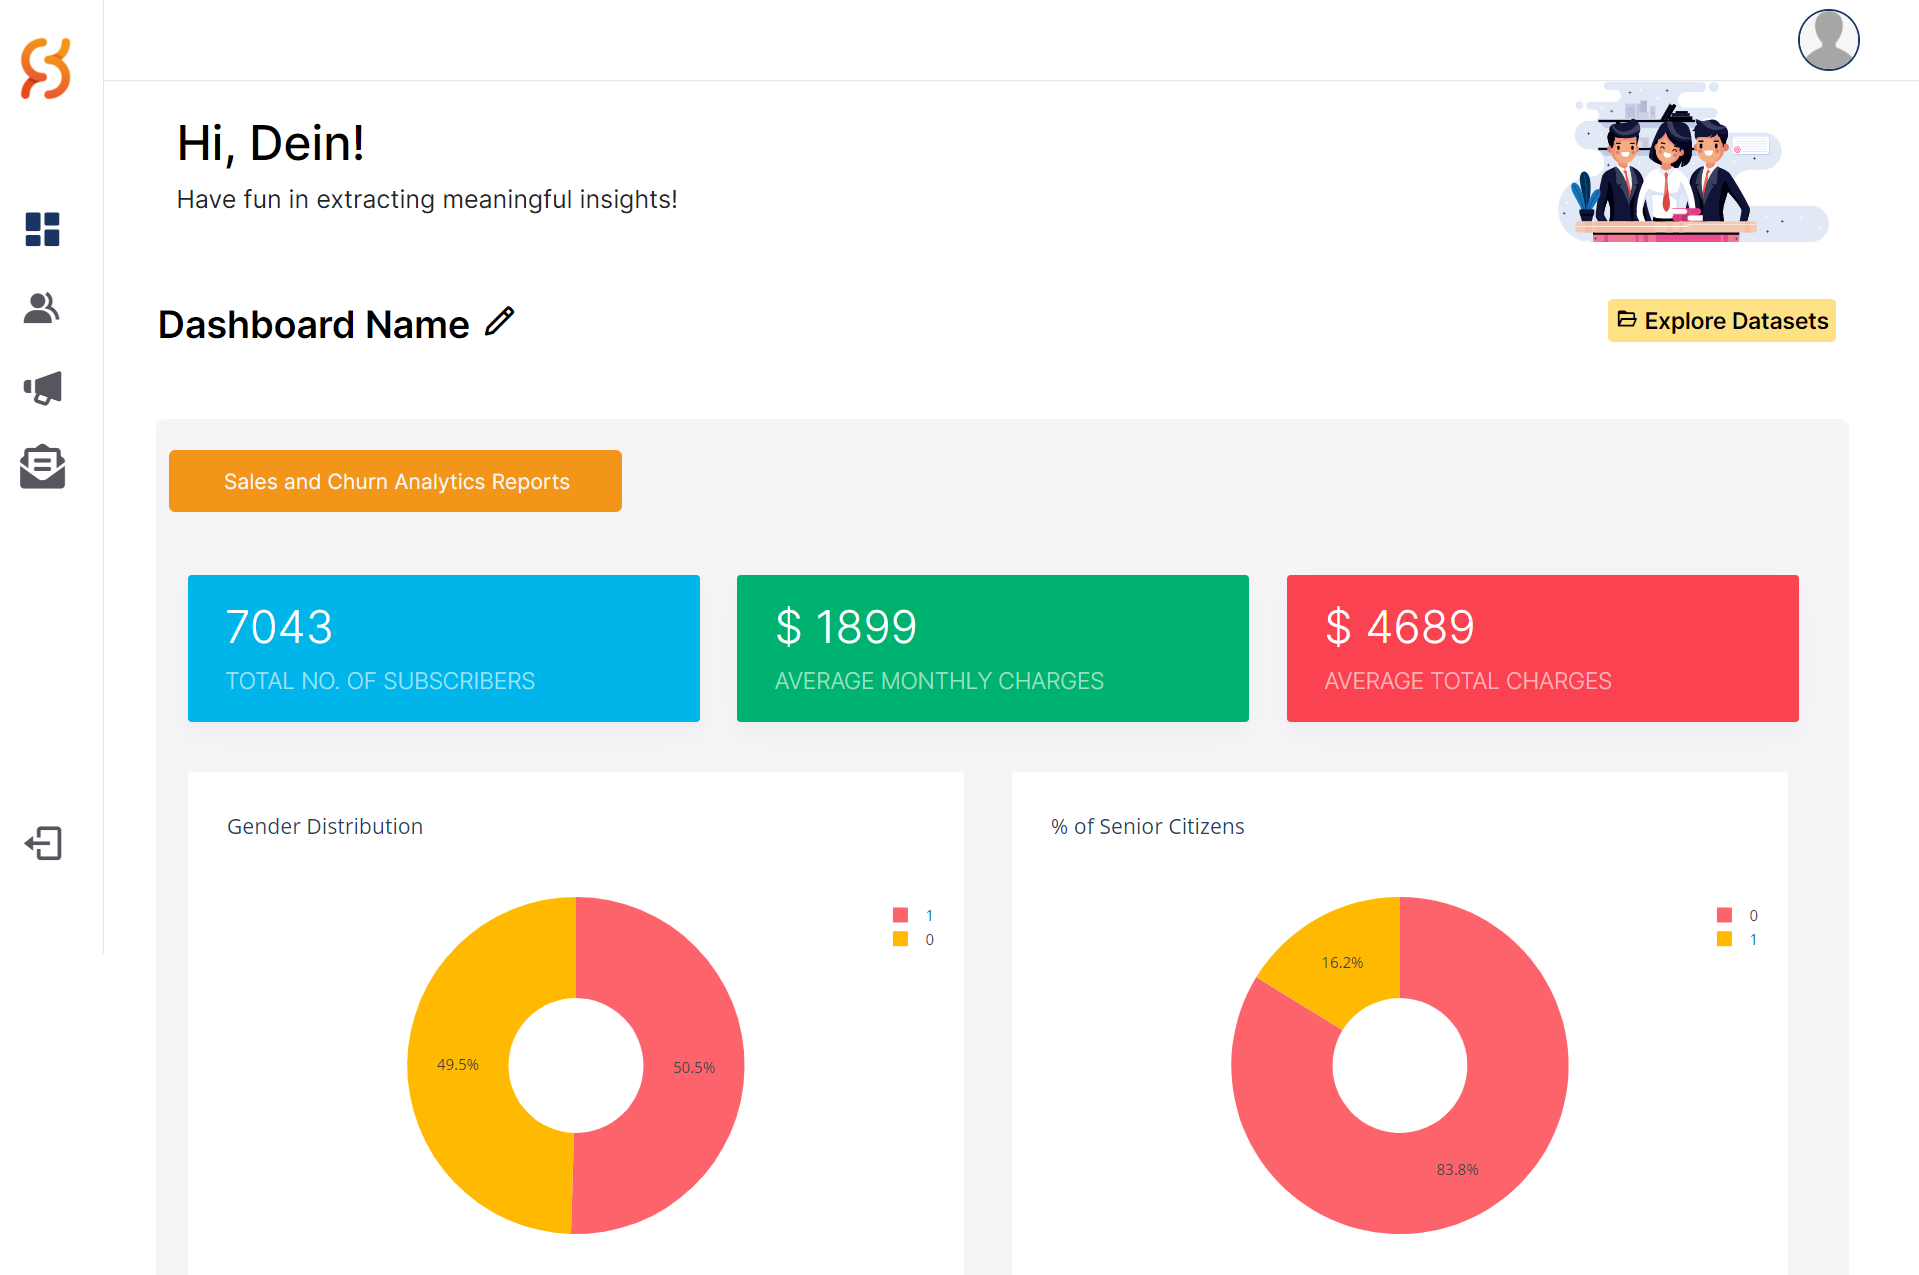 Hi, Dein!
Have fun in extracting meaningful insights!
Dashboard Name
Explore Datasets
Sales and Churn Analytics Reports
7043
TOTAL NO. OF SUBSCRIBERS
$ 1899
AVERAGE MONTHLY CHARGES
$ 4689
AVERAGE TOTAL CHARGES
Gender Distribution
1
0
49.5%
50.5%
% of Senior Citizens
0
1
16.2%
83.8%